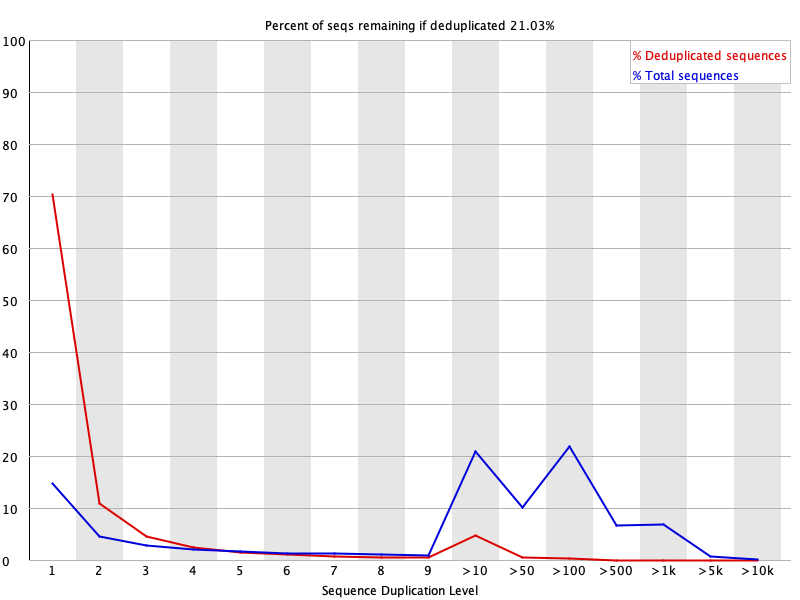 Percent of seqs remaining if deduplicated 21.03%
% Deduplicated sequences
% Total sequences
100
90
80
70
60
50
40
30
20
10
0
1 2 3 4 5 6 7 8 9 >10 >50 >100 >500 >1k >5k >10k
Sequence Duplication Level